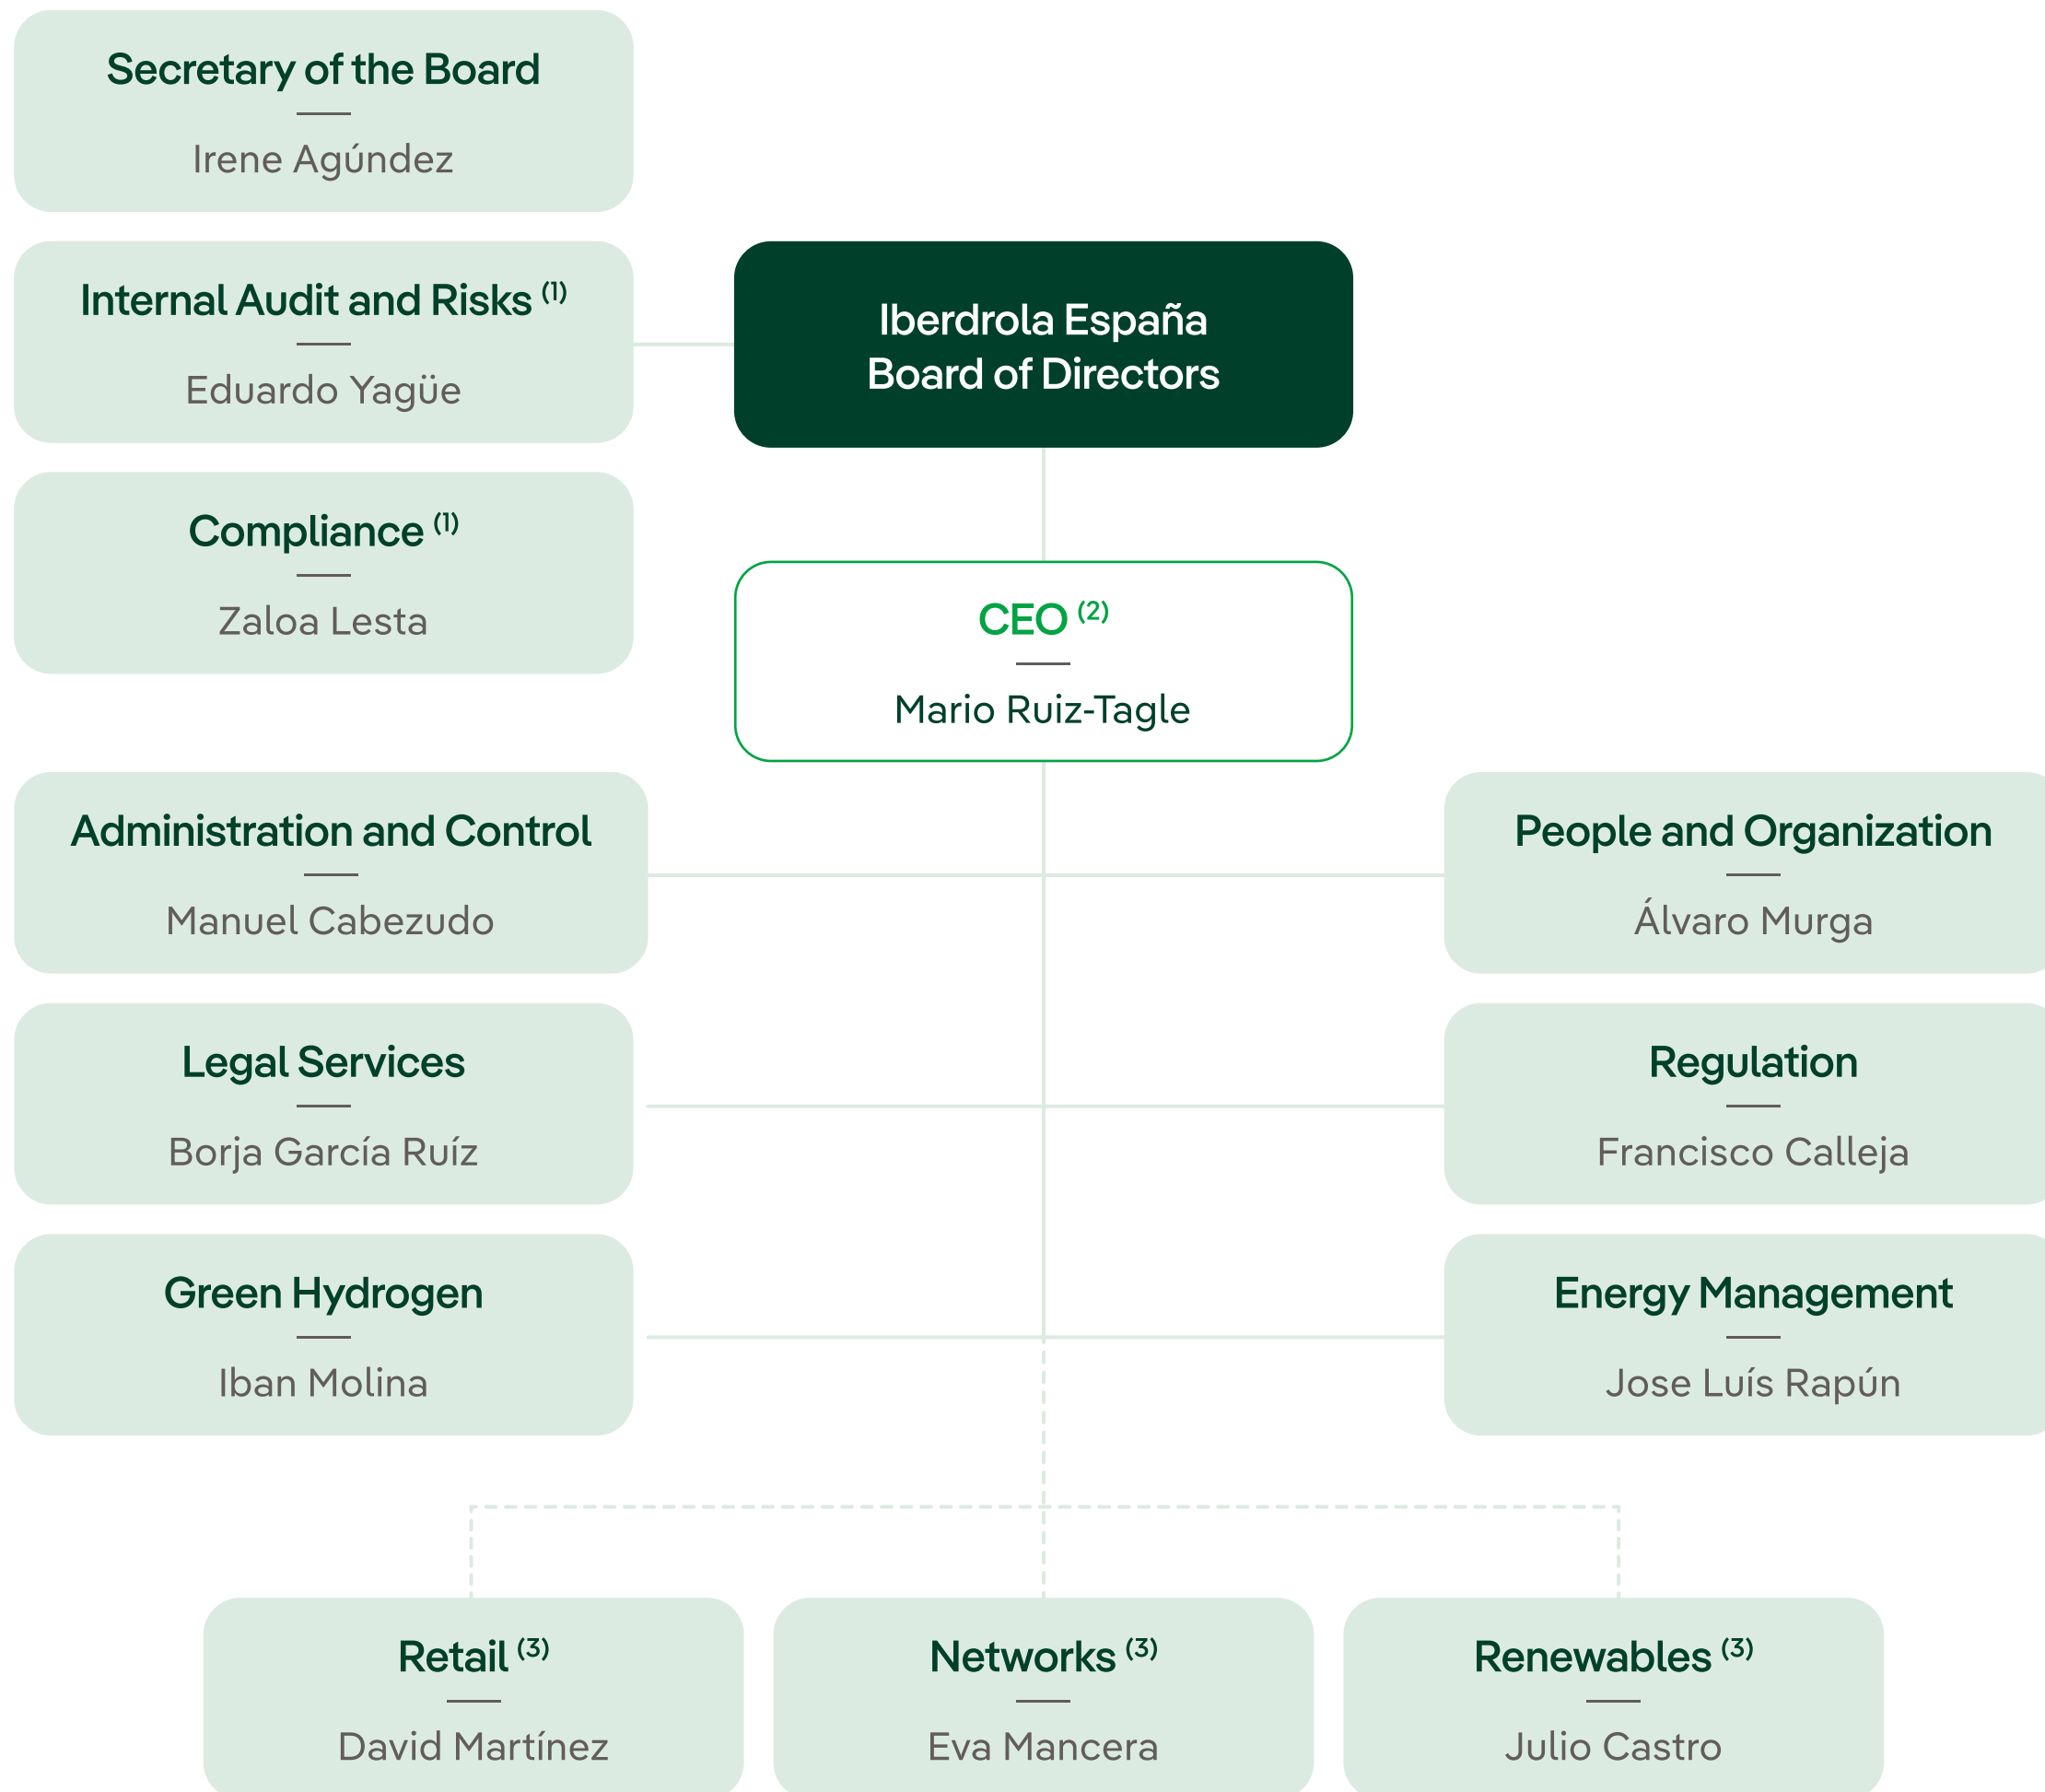 Secretary of the Board
Irene Agúndez
Internal Audit and Risks (1)
Eduardo Yagüe
Iberdrola España
Board of Directors
Compliance (1)
Zaloa Lesta
CEO (2)
Mario Ruiz-Tagle
Administration and Control
Manuel Cabezudo
People and Organization
Álvaro Murga
Legal Services
Borja García Ruíz
Regulation
Francisco Calleja
Green Hydrogen
Iban Molina
Energy Management
Jose Luís Rapún
Retail (3)
David Martínez
Networks (3)
Eva Mancera
Renewables (3)
Julio Castro